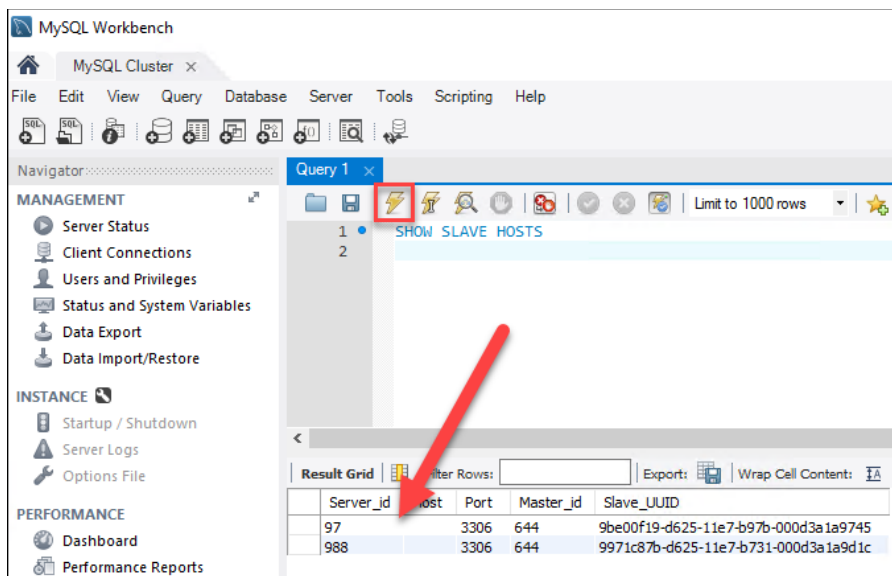 MySQL Workbench
MySQL Cluster
File Edit View Query Database Server Tools Scripting Help
SQL SQL
Navigator
Query 1
MANAGEMENT
Limit to 1000 rows
Server Status
1 SHOW SLAVE HOSTS
Client Connections
2
Users and Privileges
Status and System Variables
Data Export
Data Import/Restore
INSTANCE
Startup / Shutdown
Server Logs
Options File
Result Grid Rows: Export: Wrap Cell Content:
Server_id Port Master_id Slave_UUID
97 3306 644 9be00f19-d625-11e7-b97b-000d3a1a9745
988 3306 644 9971c87b-d625-11e7-b731-000d3a1a9d1c
PERFORMANCE
Dashboard
Performance Reports